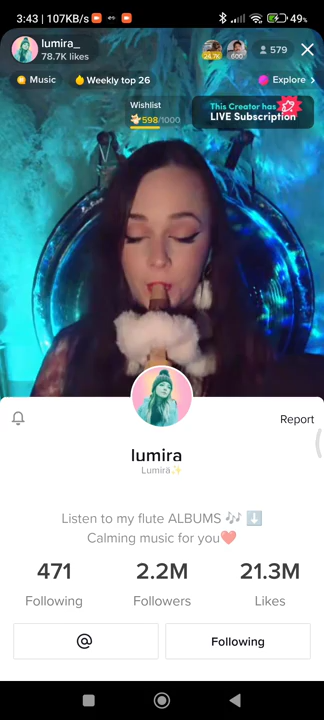 3:43 | 107KB/s
49%
lumira_
78.7K likes
24.7K
600
579
Music
Weekly top 26
Explore >
Wishlist
598/1000
This Creator has
LIVE Subscription
Report
lumira
Lumirä✨
Listen to my flute ALBUMS 🎶 ⬇️
Calming music for you❤️
471
2.2M
21.3M
Following
Followers
Likes
@
Following